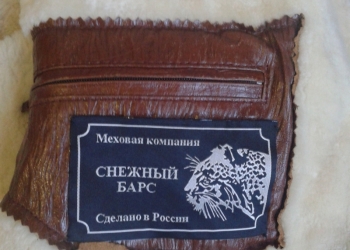 Меховая компания
СНЕЖНЫЙ
БАРС
Сделано в России